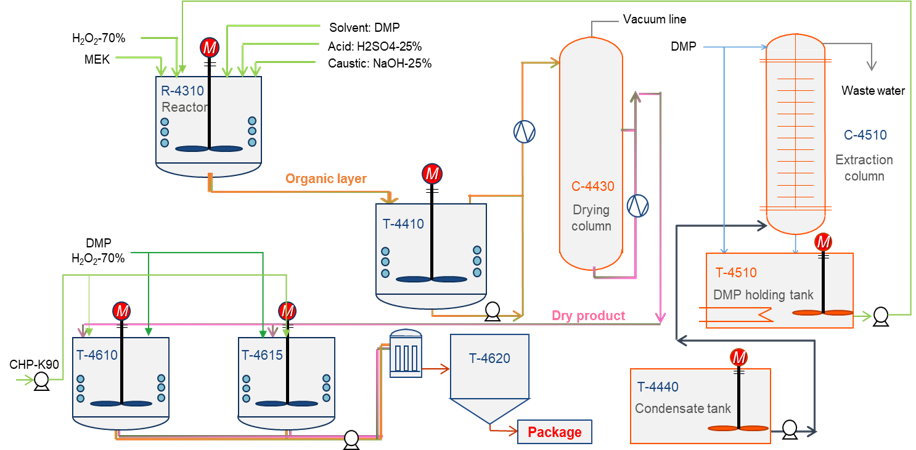 Vacuum line
H₂O₂-70%
MEK
M
Solvent: DMP
Acid: H2SO4-25%
Caustic: NaOH-25%
R-4310
Reactor
DMP
Waste water
C-4510
Extraction
column
Organic layer
M
T-4410
C-4430
Drying
column
DMP
H₂O₂-70%
M
T-4510
DMP holding tank
M
M
Dry product
CHP-K90
T-4610
T-4615
T-4620
M
T-4440
Condensate tank
Package